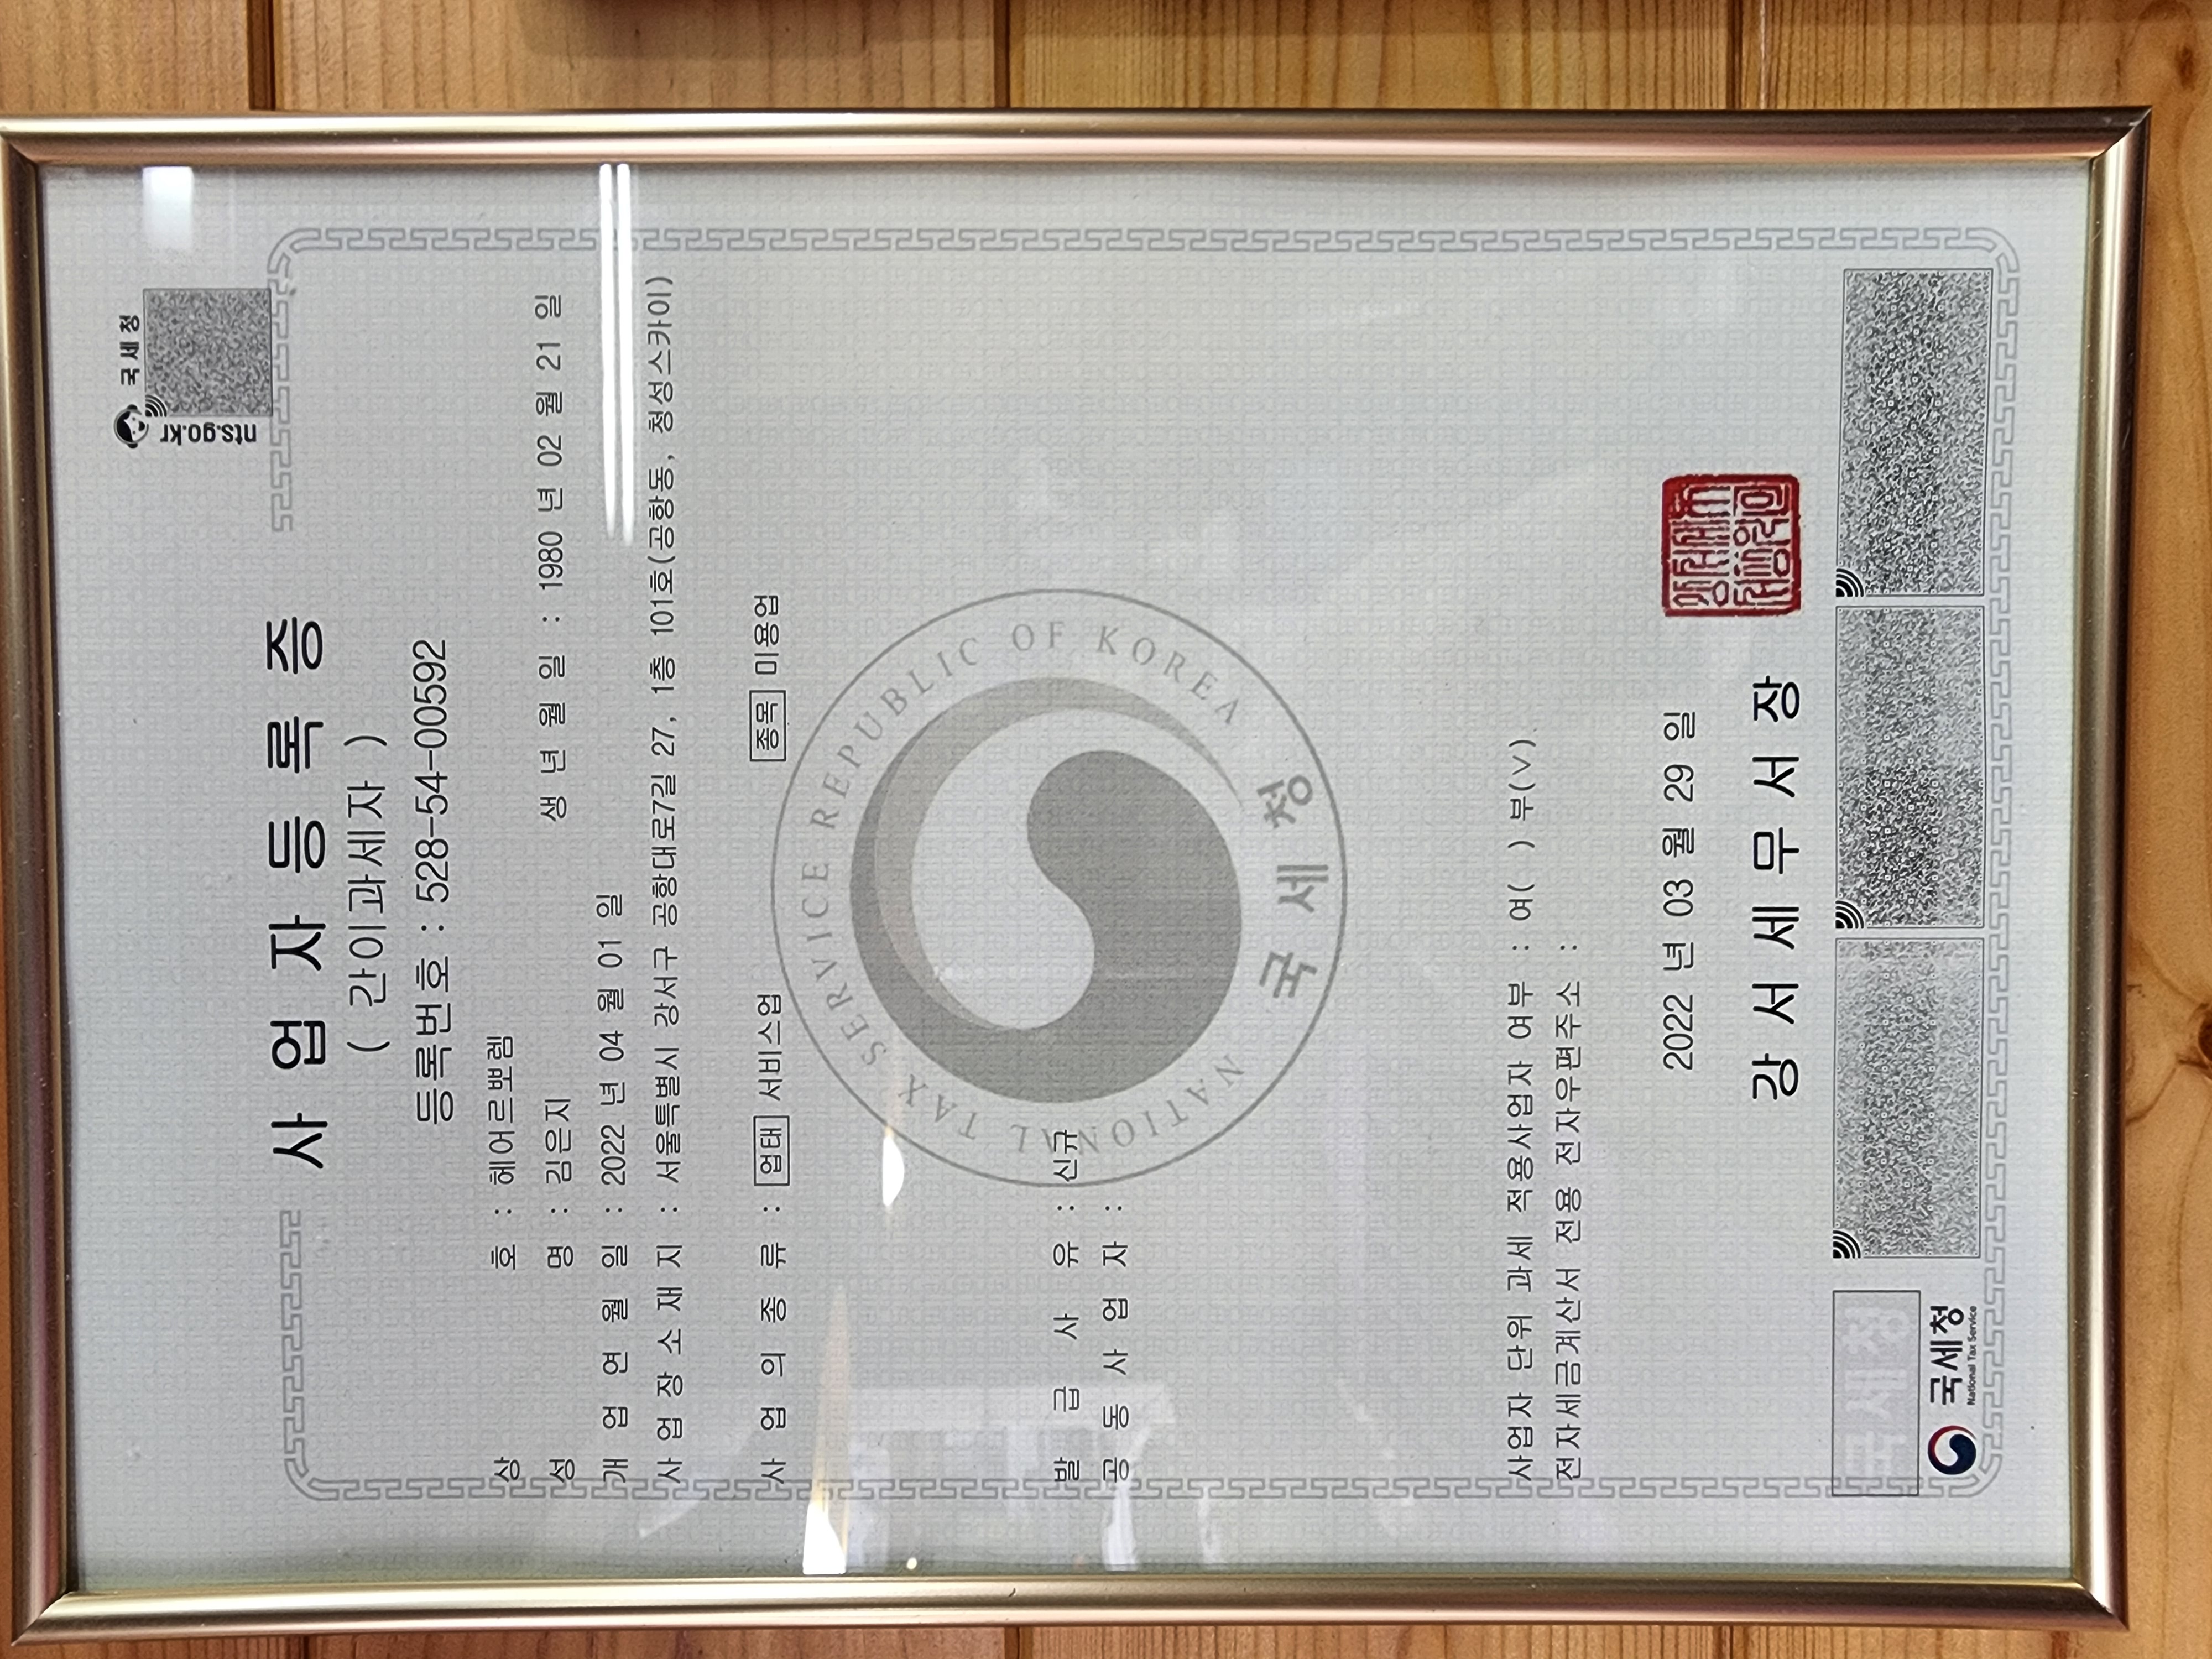 국세청
nts.go.kr
사업자등록증
( 간이과세자 )
등록번호 : 528-54-00592
상 호 : 헤어르뽀렘
성 명 : 김은지 생 년 월 일 : 1980 년 02 월 21 일
개 업 연 월 일 : 2022 년 04 월 01 일
사 업 장 소 재 지 : 서울특별시 강서구 공항대로7길 27, 1층 101호(공항동, 청성스카이)
사 업 의 종 류 : 업태 서비스업 종목 미용업
NATIONAL TAX SERVICE REPUBLIC OF KOREA
국세청
발 급 사 유 : 신규
공 동 사 업 자 :
사업자 단위 과세 적용사업자 여부 : 여( ) 부(∨)
전자세금계산서 전용 전자우편주소 :
2022 년 03 월 29 일
강서세무서장
국세청
국세청
National Tax Service